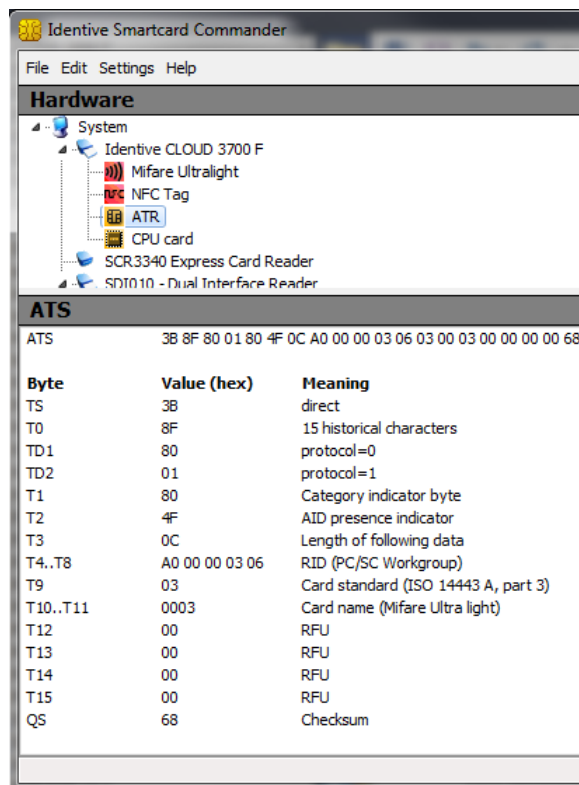 Identive Smartcard Commander
File Edit Settings Help
Hardware
System
Identive CLOUD 3700 F
Mifare Ultralight
NFC Tag
ATR
CPU card
SCR3340 Express Card Reader
SDI010 - Dual Interface Reader
ATS
ATS 3B 8F 80 01 80 4F 0C A0 00 00 03 06 03 00 03 00 00 00 00 68
Byte Value (hex) Meaning
TS 3B direct
T0 8F 15 historical characters
TD1 80 protocol=0
TD2 01 protocol=1
T1 80 Category indicator byte
T2 4F AID presence indicator
T3 0C Length of following data
T4..T8 A0 00 00 03 06 RID (PC/SC Workgroup)
T9 03 Card standard (ISO 14443 A, part 3)
T10..T11 0003 Card name (Mifare Ultra light)
T12 00 RFU
T13 00 RFU
T14 00 RFU
T15 00 RFU
QS 68 Checksum